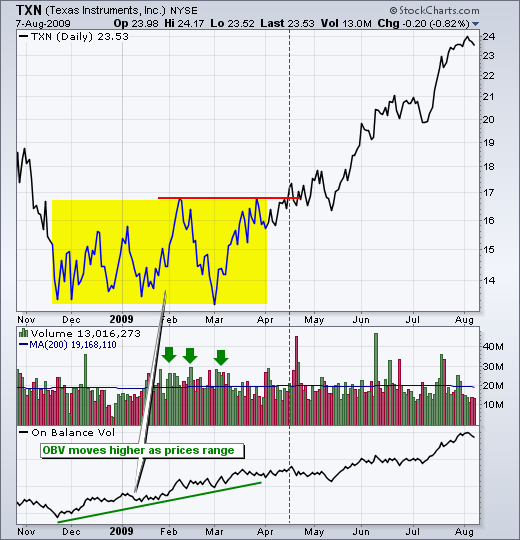 TXN (Texas Instruments, Inc.) NYSE © StockCharts.com
7-Aug-2009 Op 23.98 Hi 24.17 Lo 23.52 Last 23.53 Vol 13.0M Chg -0.20 (-0.82%)
TXN (Daily) 23.53
24
23
22
21
20
19
18
17
16
15
14
Nov Dec 2009 Feb Mar Apr May Jun Jul Aug
Volume 13,016,273
MA(200) 19,168,110
40M
30M
20M
10M
On Balance Vol
OBV moves higher as prices range
Nov Dec 2009 Feb Mar Apr May Jun Jul Aug